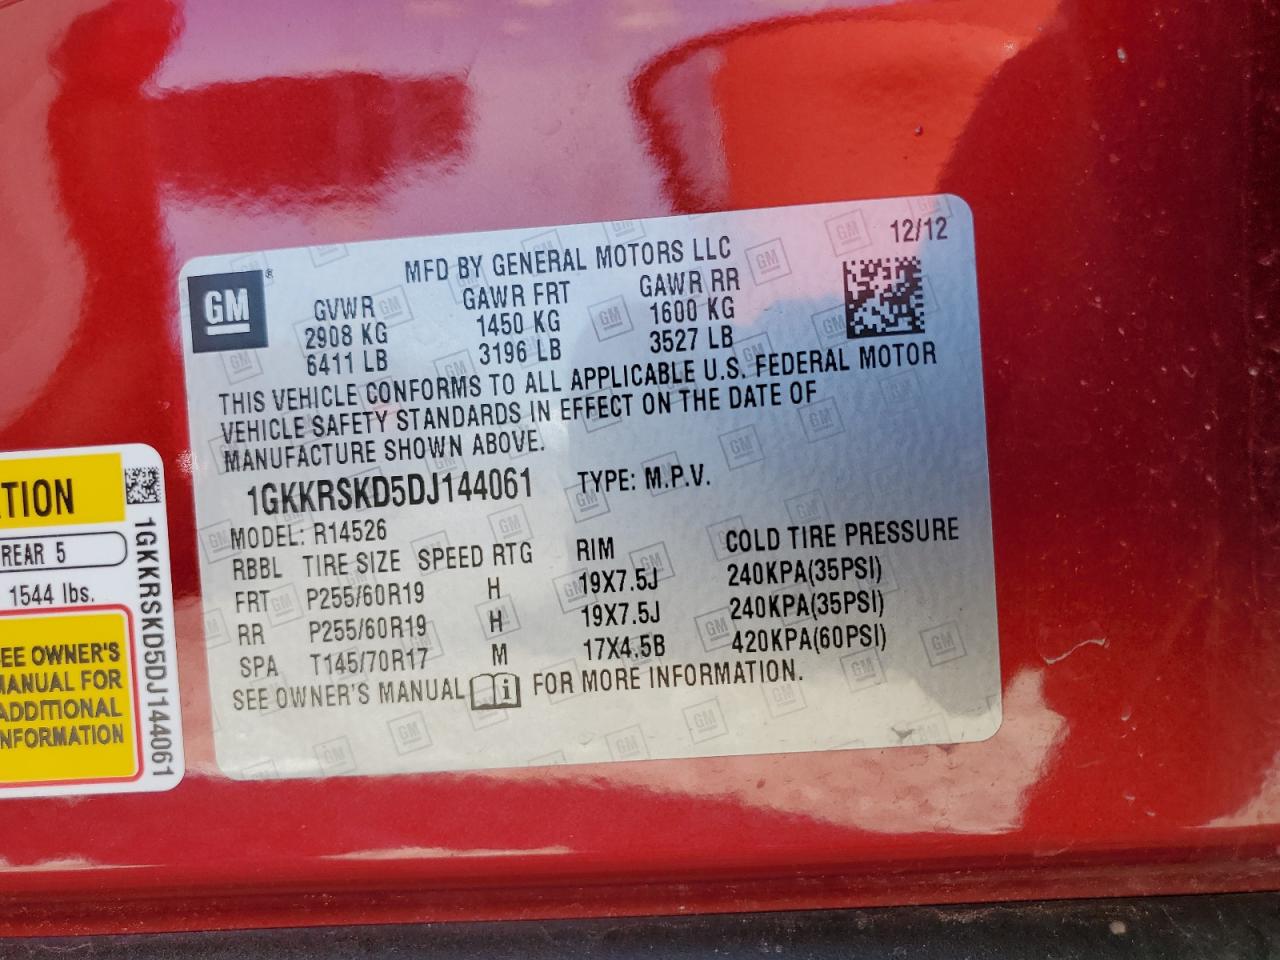 12/12
MFD BY GENERAL MOTORS LLC
GM
GVWR GAWR FRT GAWR RR
2908 KG 1450 KG 1600 KG
6411 LB 3196 LB 3527 LB
THIS VEHICLE CONFORMS TO ALL APPLICABLE U.S. FEDERAL MOTOR
VEHICLE SAFETY STANDARDS IN EFFECT ON THE DATE OF
MANUFACTURE SHOWN ABOVE.
1GKKRSKD5DJ144061 TYPE: M.P.V.
MODEL: R14526
RBBL TIRE SIZE SPEED RTG RIM COLD TIRE PRESSURE
FRT P255/60R19 H 19X7.5J 240KPA(35PSI)
RR P255/60R19 H 19X7.5J 240KPA(35PSI)
SPA T145/70R17 M 17X4.5B 420KPA(60PSI)
SEE OWNER'S MANUAL i FOR MORE INFORMATION.
TION
REAR 5
1544 lbs.
EE OWNER'S
ANUAL FOR
ADDITIONAL
NFORMATION
1GKKRSKD5DJ144061